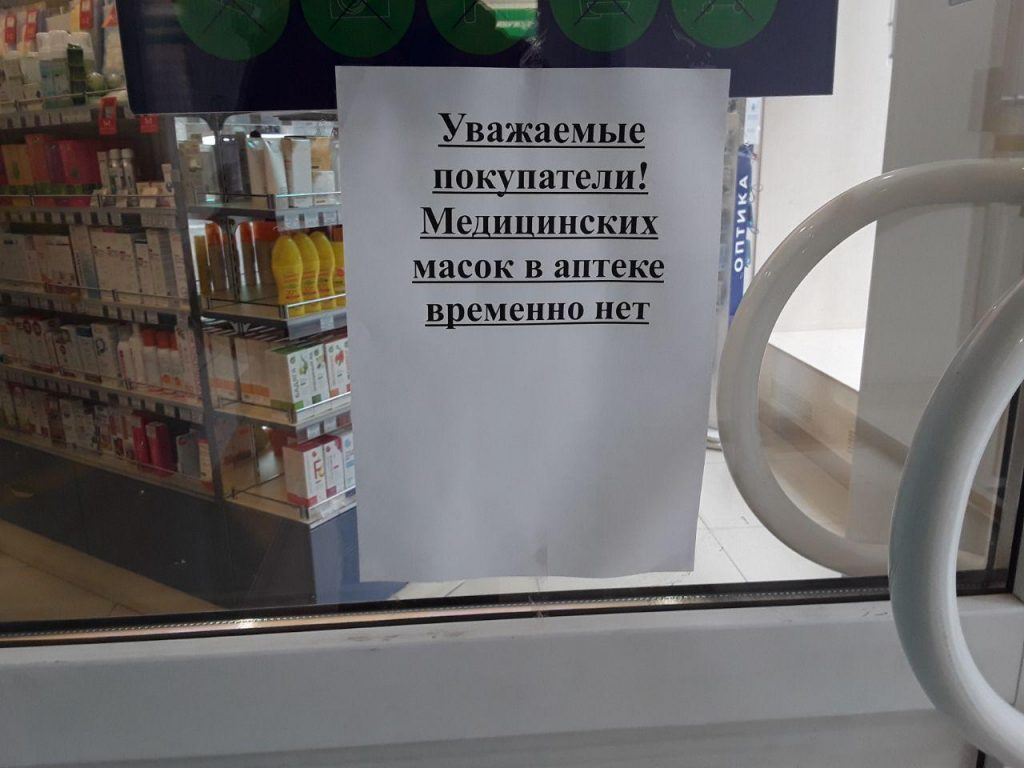 Уважаемые
покупатели!
Медицинских
масок в аптеке
временно нет
ОПТИКА